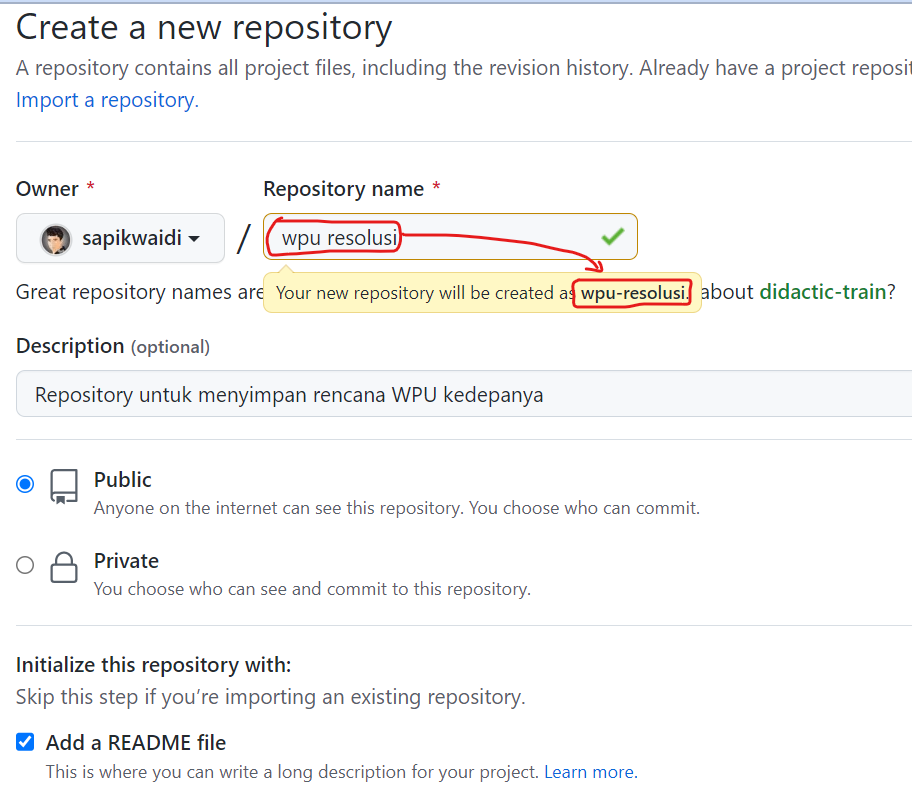 Create a new repository
A repository contains all project files, including the revision history. Already have a project reposit
Import a repository.
Owner *
Repository name *
sapikwaidi
/
wpu resolusi
Great repository names are
Your new repository will be created as wpu-resolusi.
about didactic-train?
Description (optional)
Repository untuk menyimpan rencana WPU kedepanya
Public
Anyone on the internet can see this repository. You choose who can commit.
Private
You choose who can see and commit to this repository.
Initialize this repository with:
Skip this step if you're importing an existing repository.
Add a README file
This is where you can write a long description for your project. Learn more.